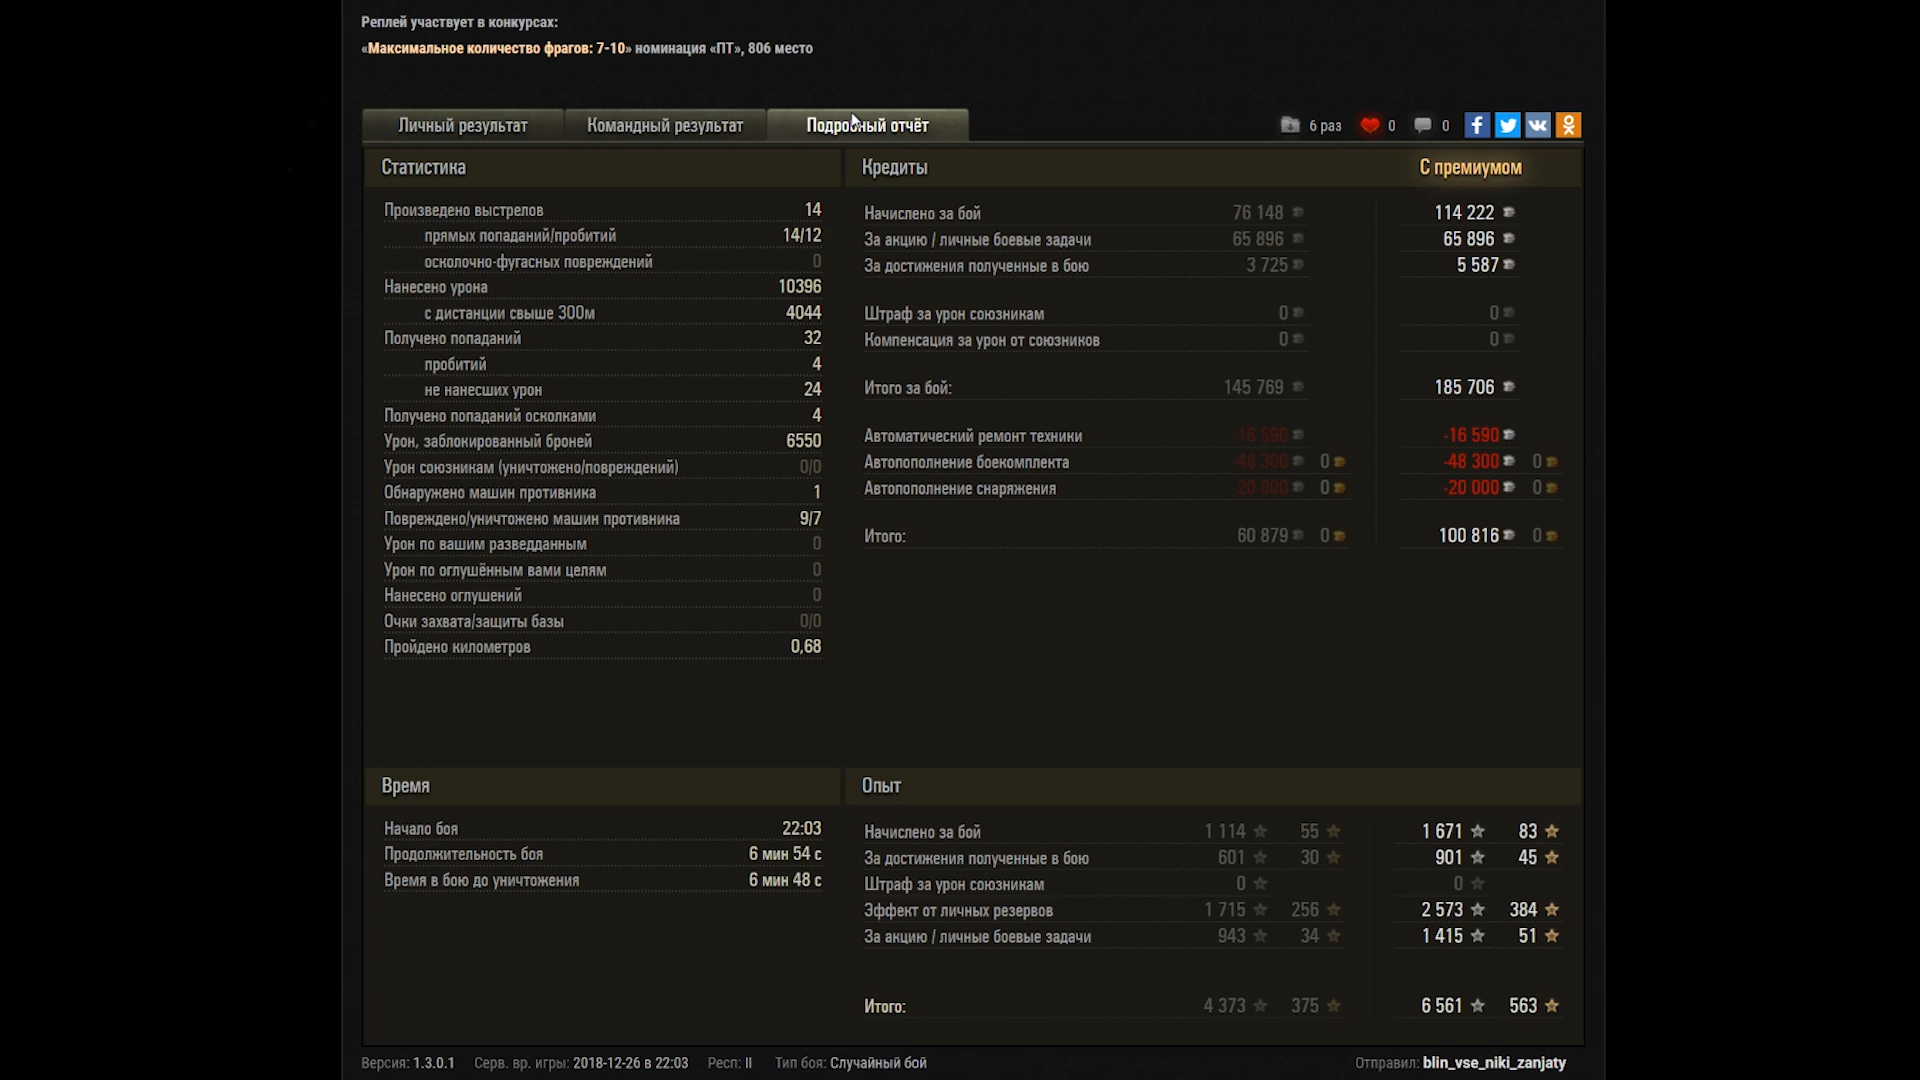 Реплей участвует в конкурсах:
«Максимальное количество фрагов: 7-10» номинация «ПТ», 806 место
Личный результат Командный результат Подробный отчёт 6 раз 0 0
Статистика
Произведено выстрелов 14
прямых попаданий/пробитий 14/12
осколочно-фугасных повреждений 0
Нанесено урона 10396
с дистанции свыше 300м 4044
Получено попаданий 32
пробитий 4
не нанесших урон 24
Получено попаданий осколками 4
Урон, заблокированный броней 6550
Урон союзникам (уничтожено/повреждений) 0/0
Обнаружено машин противника 1
Повреждено/уничтожено машин противника 9/7
Урон по вашим разведданным 0
Урон по оглушённым вами целям 0
Нанесено оглушений 0
Очки захвата/защиты базы 0/0
Пройдено километров 0,68
Кредиты С премиумом
Начислено за бой 76 148 114 222
За акцию / личные боевые задачи 65 896 65 896
За достижения полученные в бою 3 725 5 587
Штраф за урон союзникам 0 0
Компенсация за урон от союзников 0 0
Итого за бой: 145 769 185 706
Автоматический ремонт техники -16 590 -16 590
Автопополнение боекомплекта -48 300 0 -48 300 0
Автопополнение снаряжения -20 000 0 -20 000 0
Итого: 60 879 0 100 816 0
Время
Начало боя 22:03
Продолжительность боя 6 мин 54 с
Время в бою до уничтожения 6 мин 48 с
Опыт
Начислено за бой 1 114 55 1 671 83
За достижения полученные в бою 601 30 901 45
Штраф за урон союзникам 0 0
Эффект от личных резервов 1 715 256 2 573 384
За акцию / личные боевые задачи 943 34 1 415 51
Итого: 4 373 375 6 561 563
Версия: 1.3.0.1 Серв. вр. игры: 2018-12-26 в 22:03 Респ: II Тип боя: Случайный бой Отправил: blin_vse_niki_zanjaty